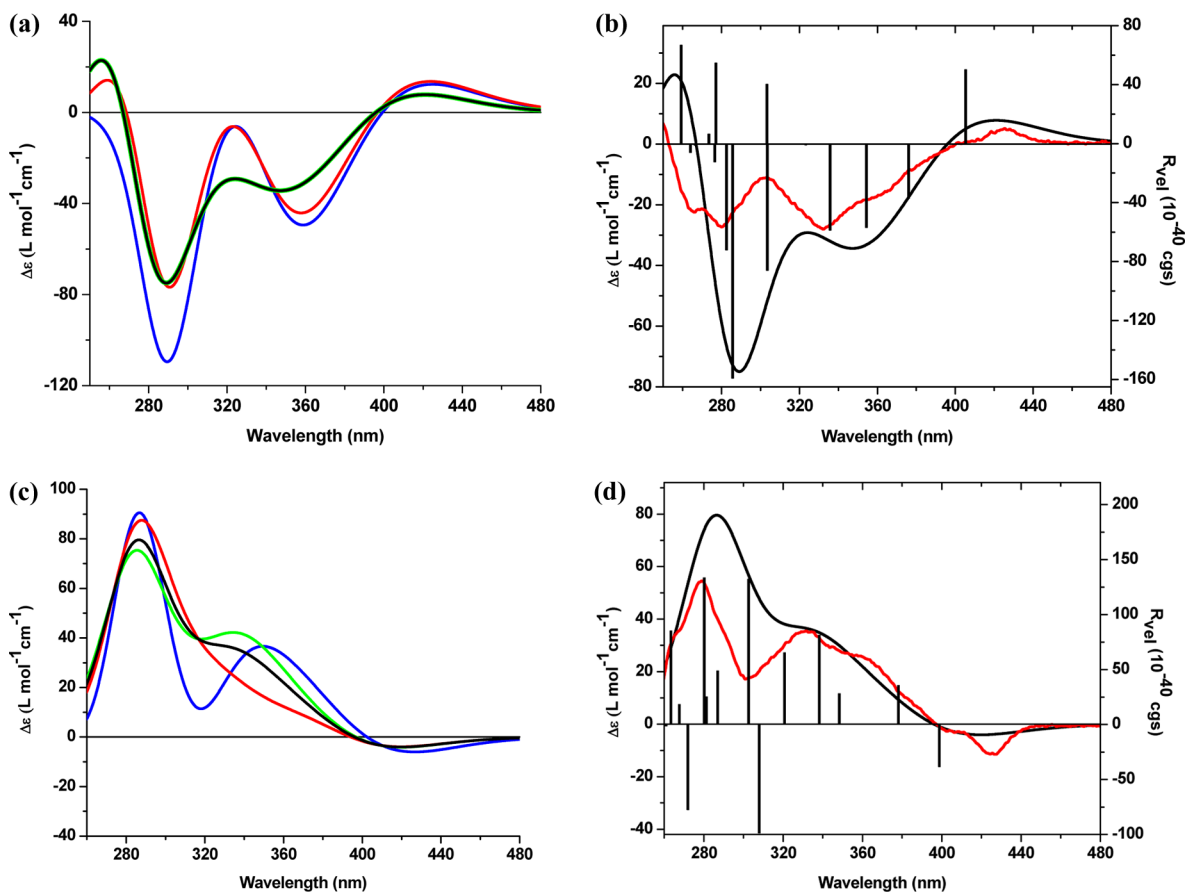 (a)
40
0
-40
-80
-120
Δε (L mol⁻¹cm⁻¹)
280 320 360 400 440 480
Wavelength (nm)
(b)
20
0
-20
-40
-60
-80
Δε (L mol⁻¹cm⁻¹)
80
40
0
-40
-80
-120
-160
R_vel (10⁻⁴⁰ cgs)
280 320 360 400 440 480
Wavelength (nm)
(c)
100
80
60
40
20
0
-20
-40
Δε (L mol⁻¹cm⁻¹)
280 320 360 400 440 480
Wavelength (nm)
(d)
80
60
40
20
0
-20
-40
Δε (L mol⁻¹cm⁻¹)
200
150
100
50
0
-50
-100
R_vel (10⁻⁴⁰ cgs)
280 320 360 400 440 480
Wavelength (nm)